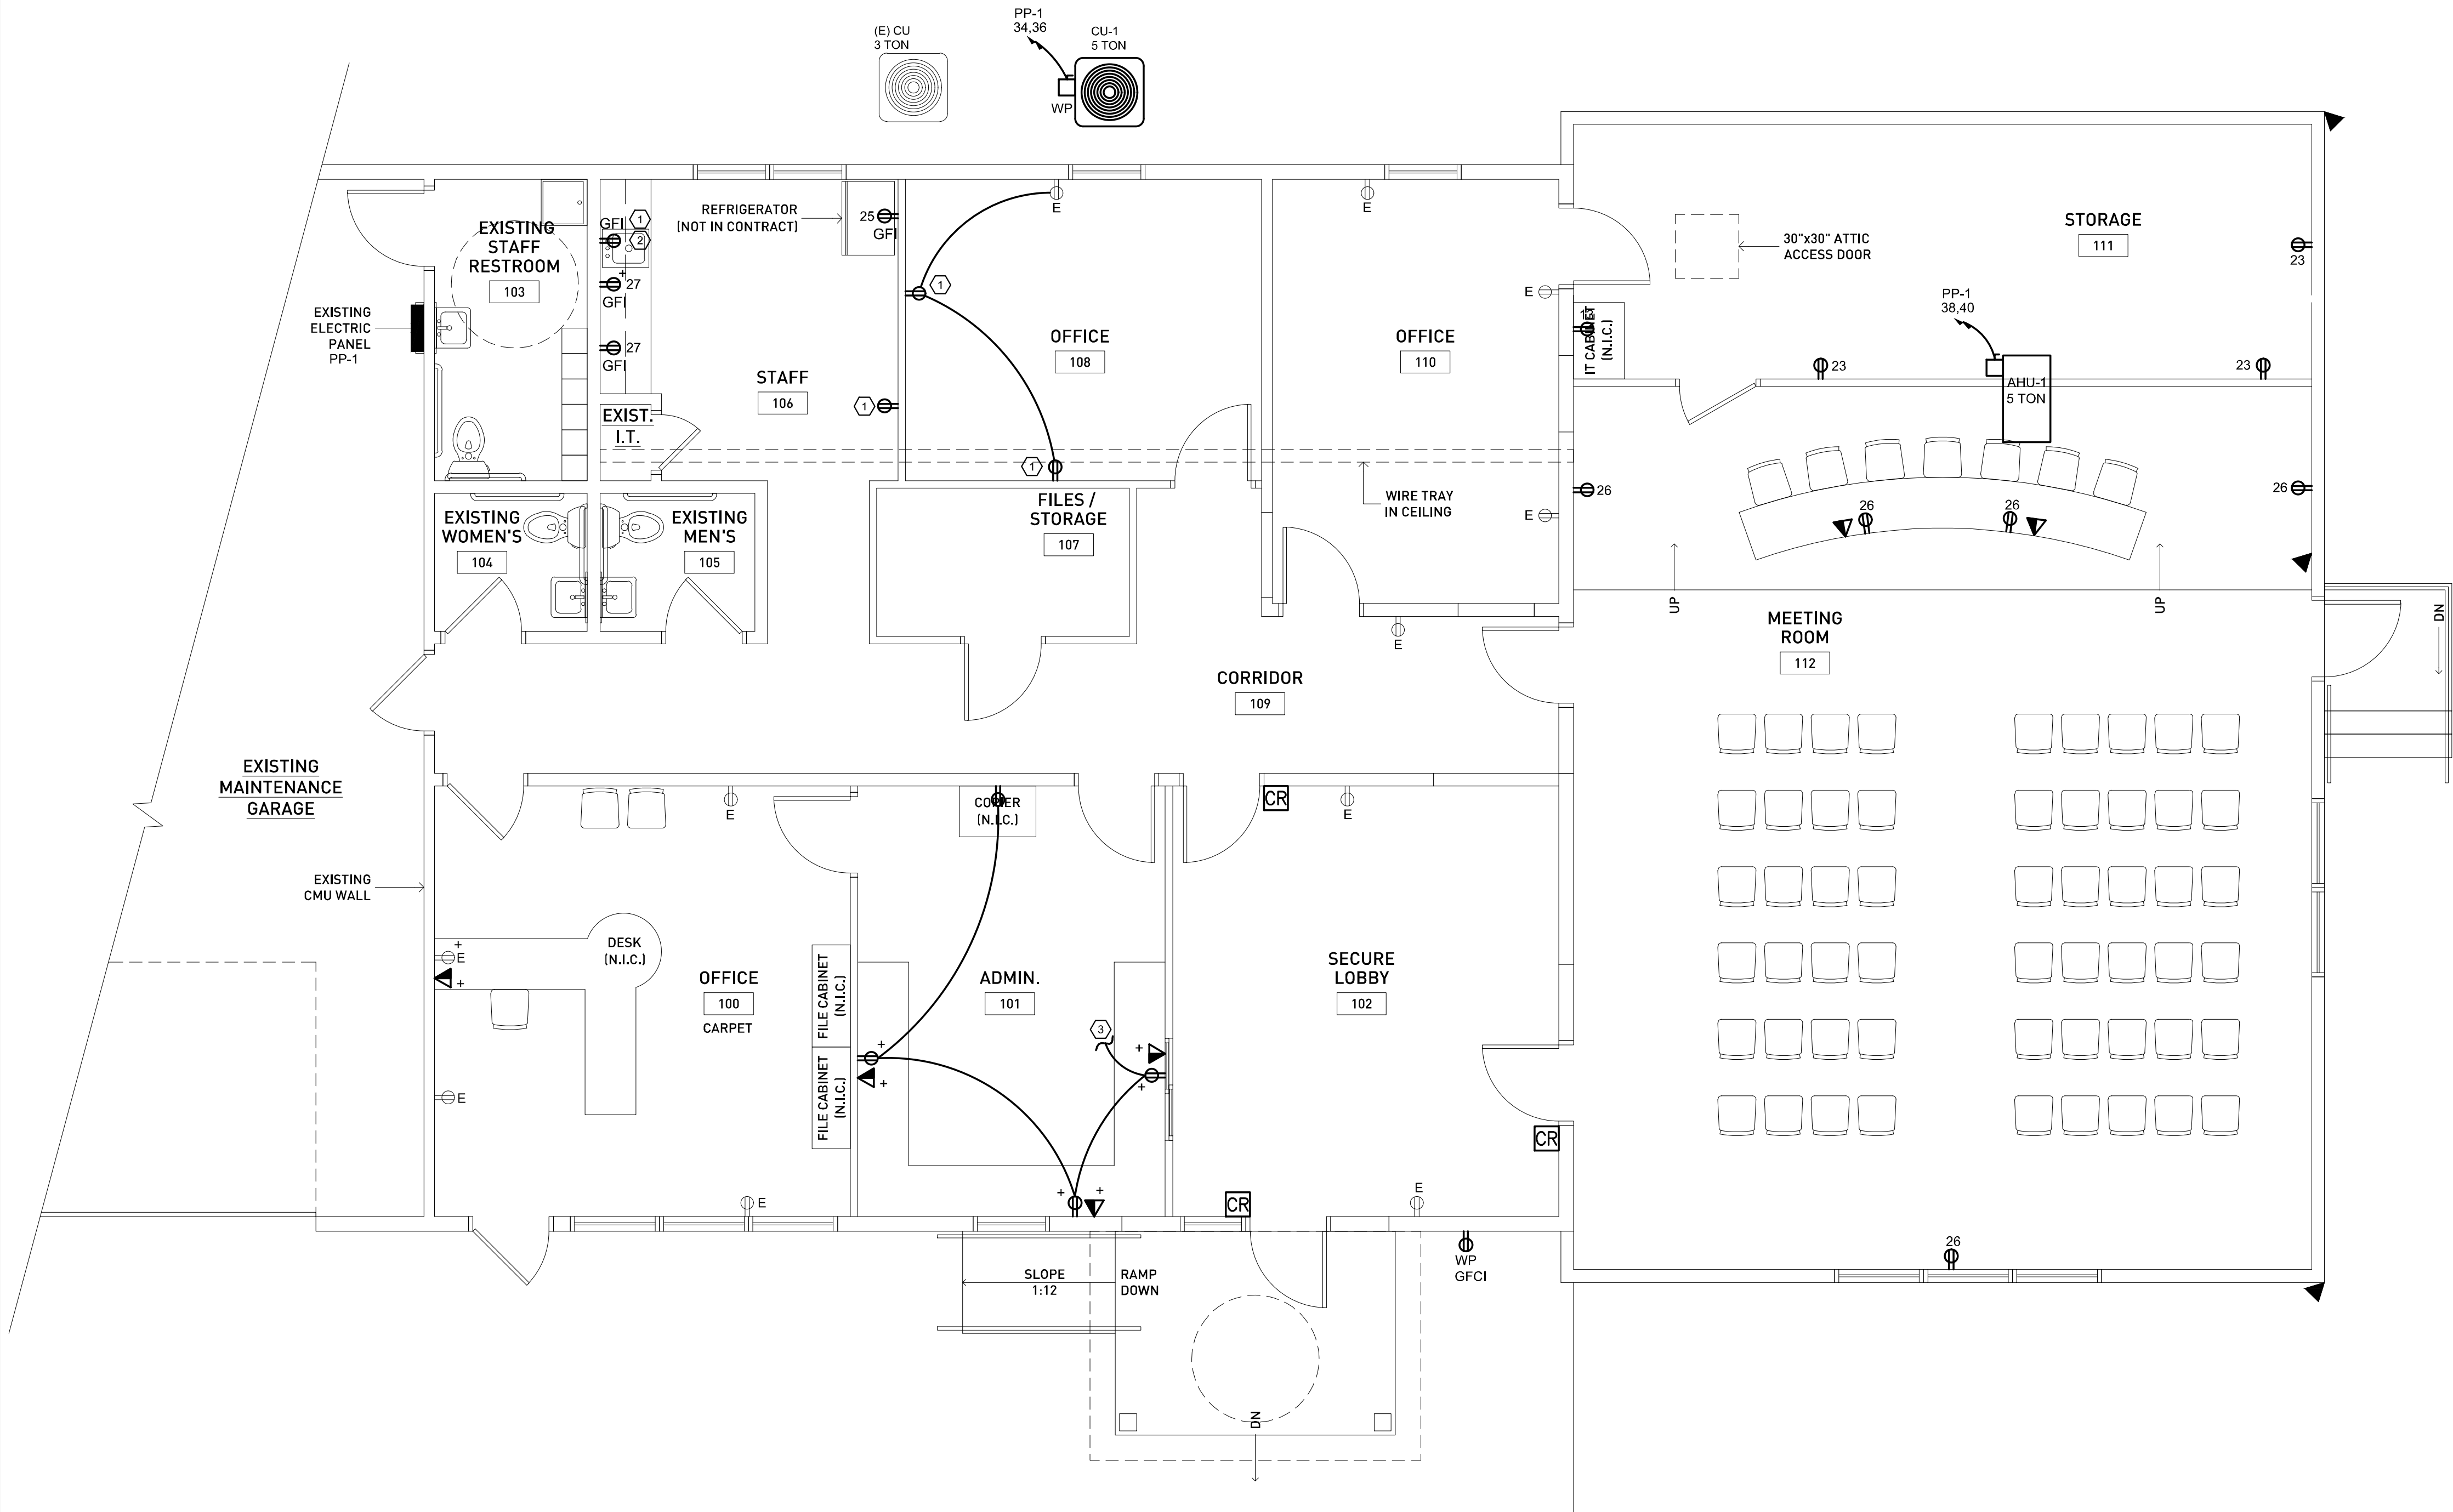 (E) CU
3 TON
PP-1
34,36
CU-1
5 TON
WP
EXISTING
STAFF
RESTROOM
103
GFI
1
2
+
27
GFI
27
GFI
REFRIGERATOR
(NOT IN CONTRACT)
25
GFI
E
E
1
STORAGE
111
30"x30" ATTIC
ACCESS DOOR
23
EXISTING
ELECTRIC
PANEL
PP-1
OFFICE
108
OFFICE
110
E
IT CABINET
(N.I.C.)
PP-1
38,40
STAFF
106
1
EXIST.
I.T.
23
AHU-1
5 TON
23
1
WIRE TRAY
IN CEILING
E
26
26
26
26
EXISTING
WOMEN'S
104
EXISTING
MEN'S
105
FILES /
STORAGE
107
UP
UP
DN
E
MEETING
ROOM
112
CORRIDOR
109
EXISTING
MAINTENANCE
GARAGE
E
COPIER
(N.I.C.)
CR
E
EXISTING
CMU WALL
DESK
(N.I.C.)
+
E
+
OFFICE
100
CARPET
FILE CABINET
(N.I.C.)
FILE CABINET
(N.I.C.)
ADMIN.
101
SECURE
LOBBY
102
3
+
+
+
+
E
CR
E
+
+
CR
E
WP
GFCI
26
SLOPE
1:12
RAMP
DOWN
DN